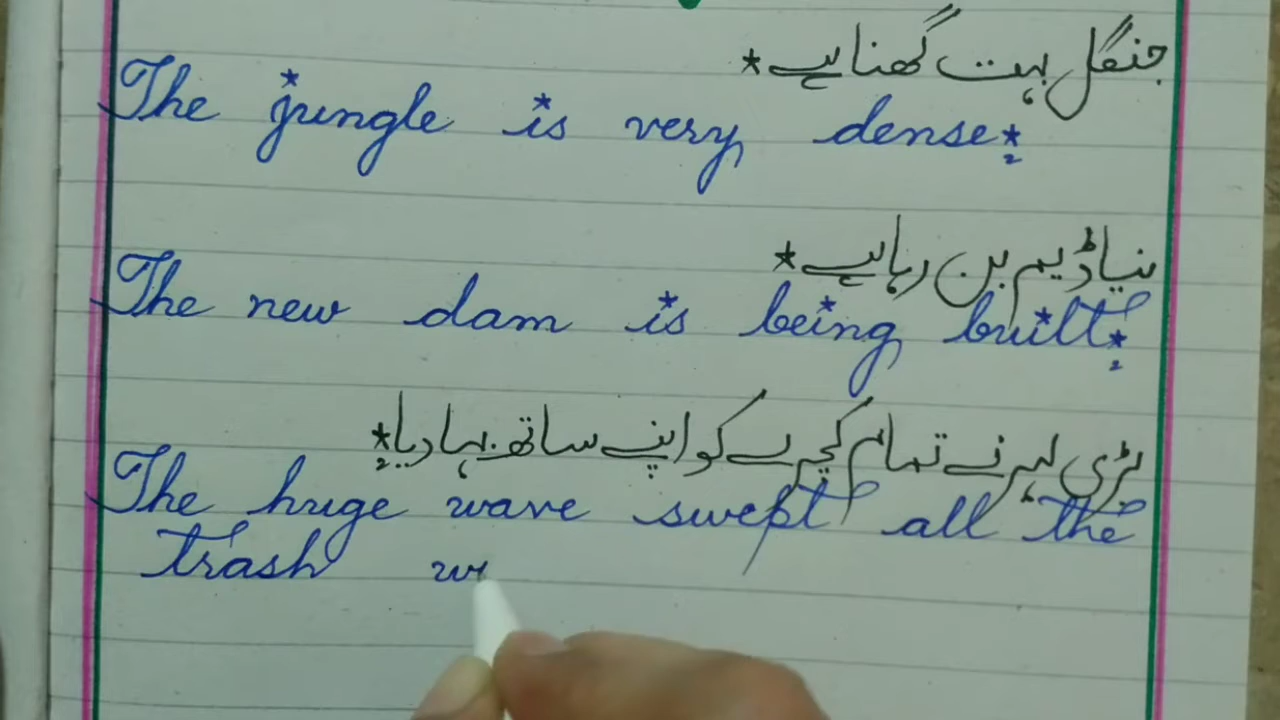 جنگل بہت گھنا ہے *
The jungle is very dense.
نیا ڈیم بن رہا ہے *
The new dam is being built.
بڑی لہر نے تمام کچرے کو اپنے ساتھ بہا دیا *
The huge wave swept all the
trash w